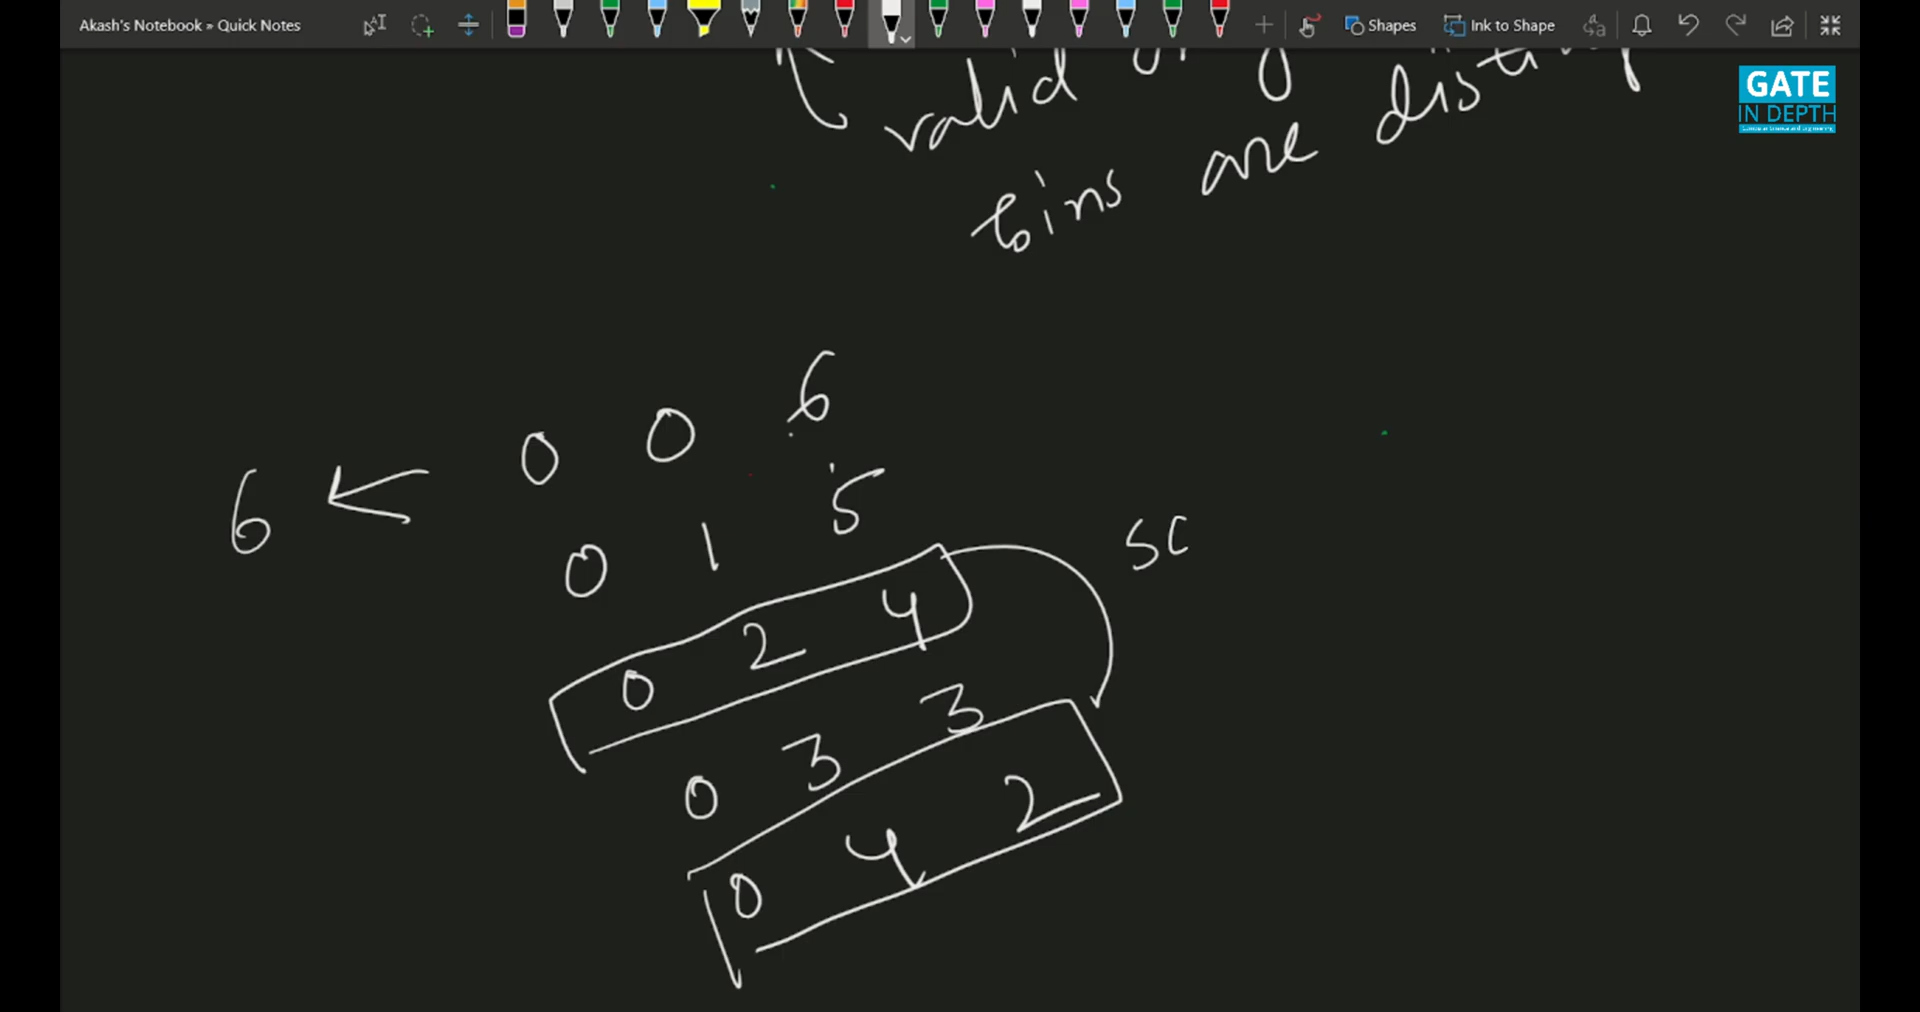 Akash's Notebook » Quick Notes
Shapes
Ink to Shape
GATE
IN DEPTH
valid
bins are
6 ← 0 0 6
0 1 5
0 2 4
0 3 3
0 4 2